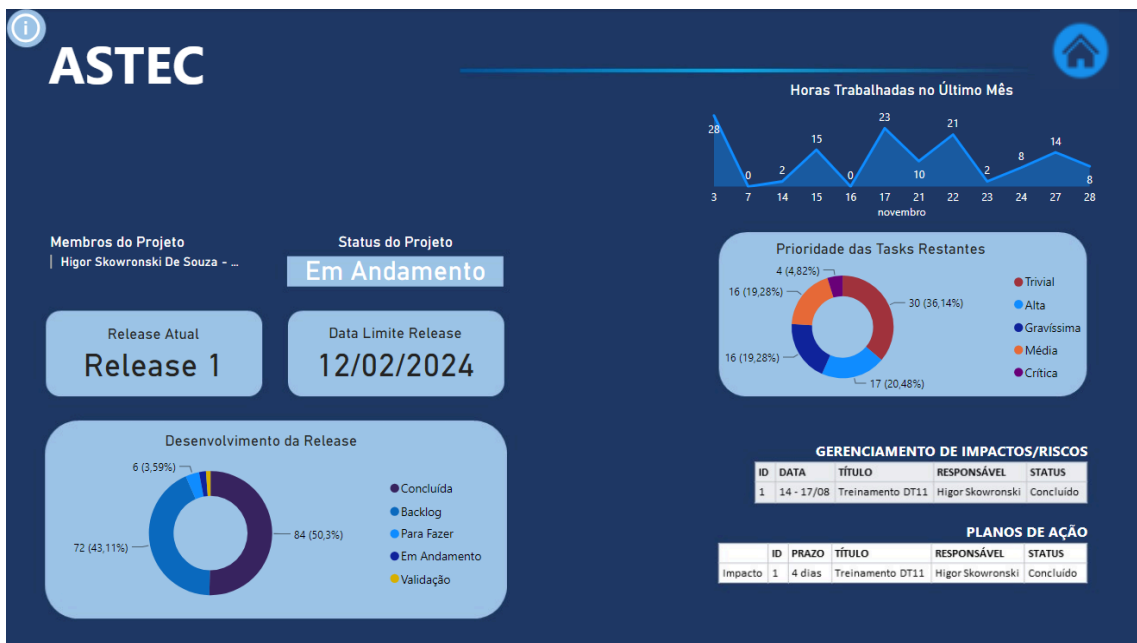 i
ASTEC
Horas Trabalhadas no Último Mês
28
0
2
15
0
23
10
21
2
8
14
8
3 7 14 15 16 17 21 22 23 24 27 28
novembro
Membros do Projeto
Higor Skowronski De Souza - ...
Status do Projeto
Em Andamento
Release Atual
Release 1
Data Limite Release
12/02/2024
Prioridade das Tasks Restantes
4 (4,82%)
16 (19,28%)
30 (36,14%)
16 (19,28%)
17 (20,48%)
Trivial
Alta
Gravíssima
Média
Crítica
Desenvolvimento da Release
6 (3,59%)
84 (50,3%)
72 (43,11%)
Concluída
Backlog
Para Fazer
Em Andamento
Validação
GERENCIAMENTO DE IMPACTOS/RISCOS
ID DATA TÍTULO RESPONSÁVEL STATUS
1 14 - 17/08 Treinamento DT11 Higor Skowronski Concluído
PLANOS DE AÇÃO
ID PRAZO TÍTULO RESPONSÁVEL STATUS
Impacto 1 4 dias Treinamento DT11 Higor Skowronski Concluído